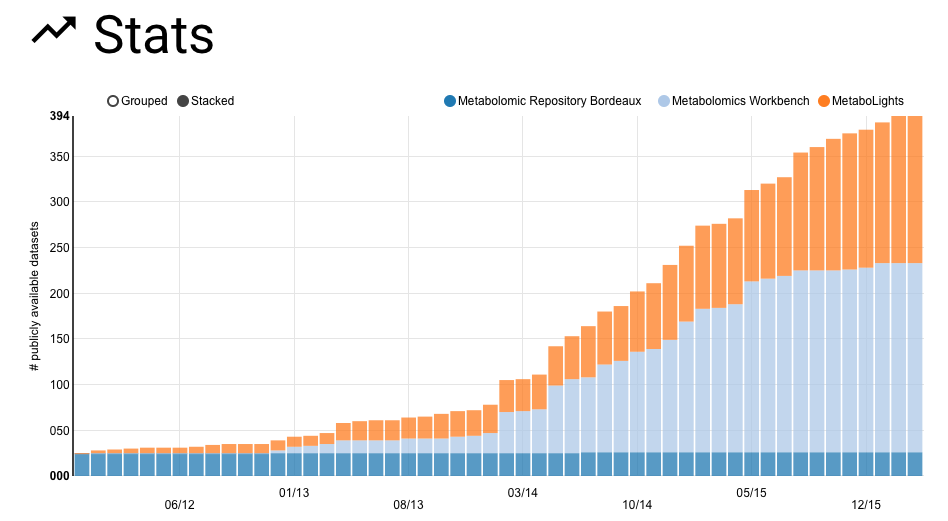 Stats
Grouped Stacked Metabolomic Repository Bordeaux Metabolomics Workbench MetaboLights
394
350
300
250
200
150
100
050
000
# publicly available datasets
06/12 01/13 08/13 03/14 10/14 05/15 12/15